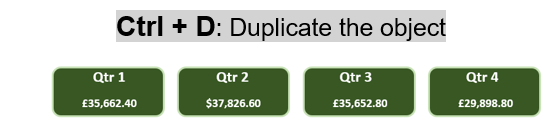 Ctrl + D: Duplicate the object
Qtr 1 Qtr 2 Qtr 3 Qtr 4
£35,662.40 $37,826.60 £35,652.80 £29,898.80